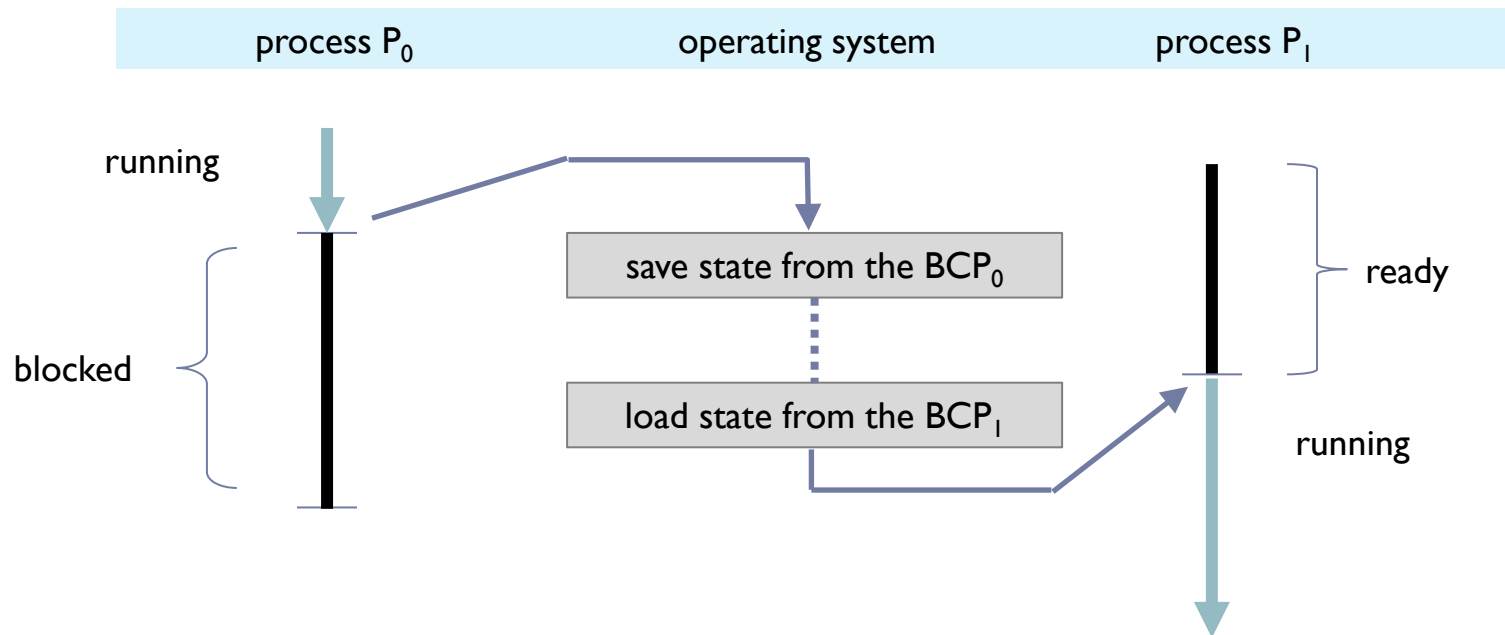 process P₀ operating system process P₁
running
save state from the BCP₀
ready
blocked
load state from the BCP₁
running